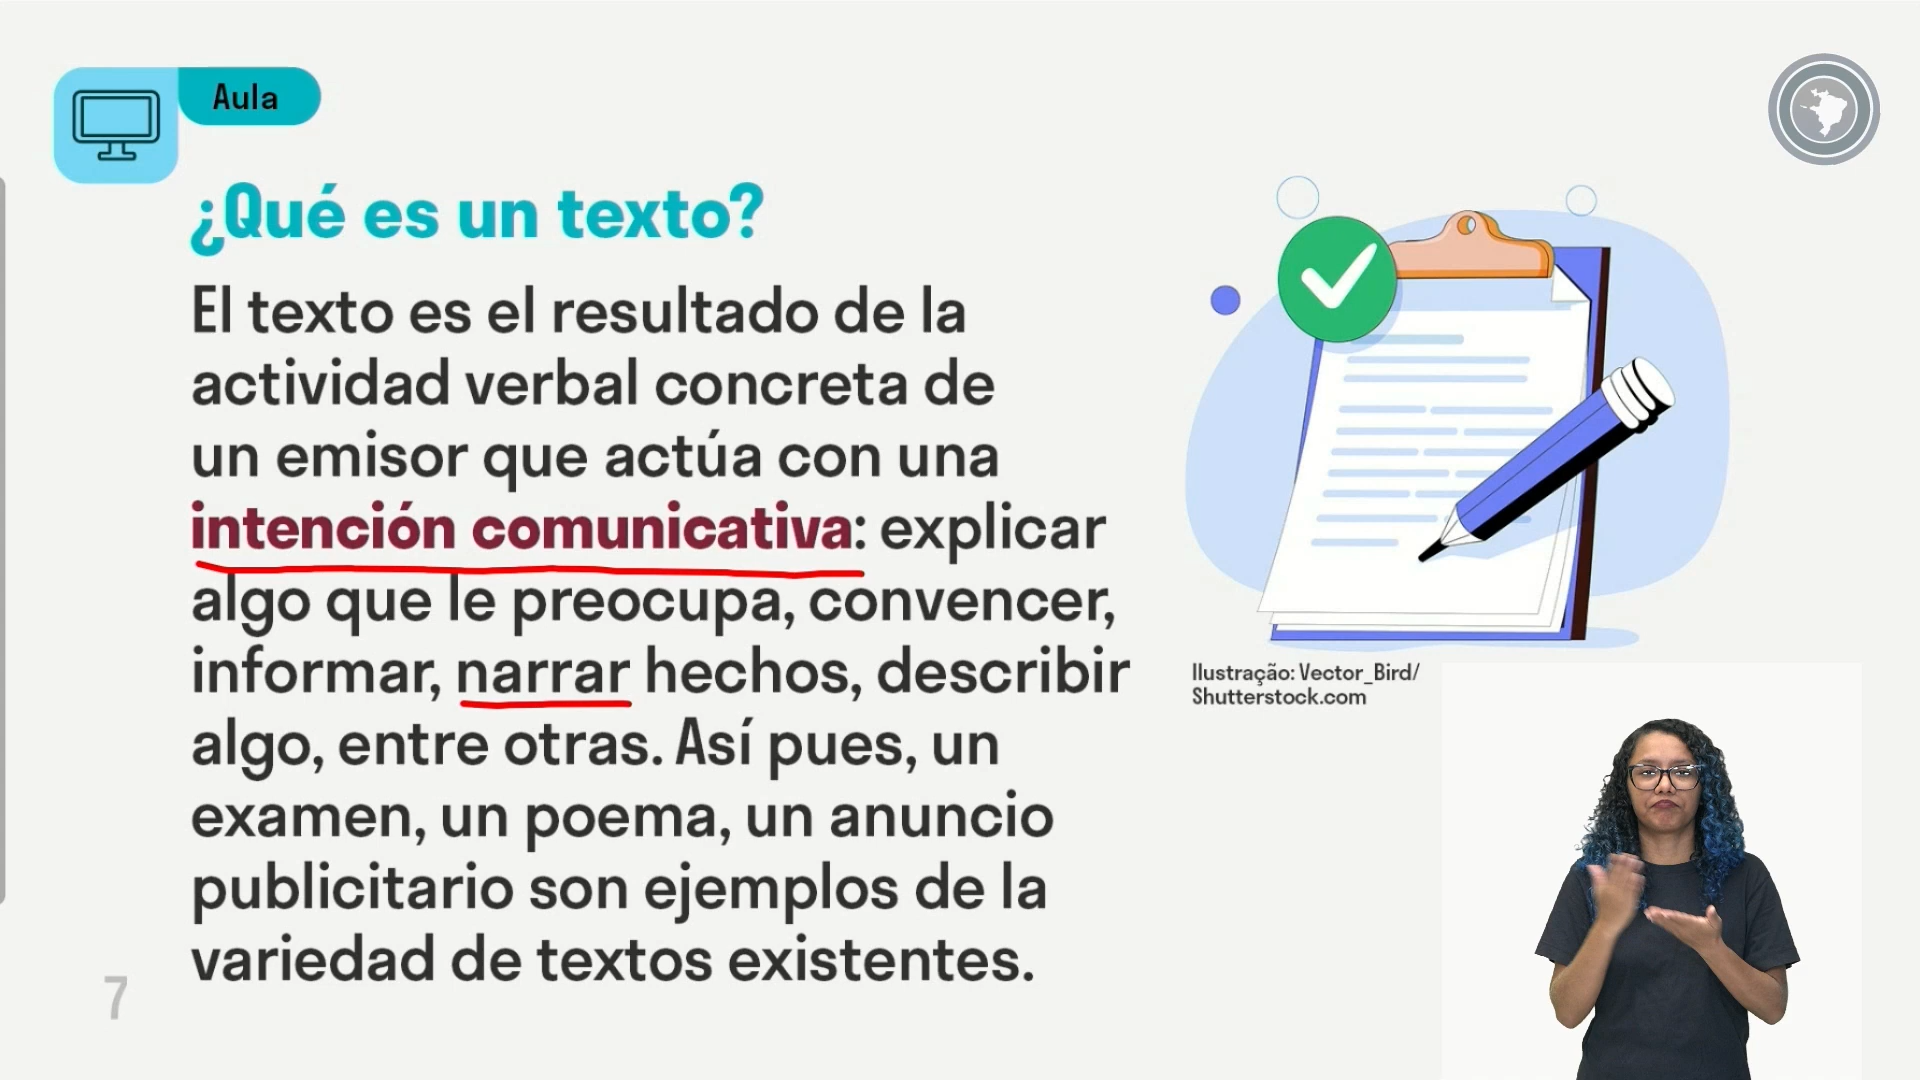 Aula
¿Qué es un texto?
El texto es el resultado de la
actividad verbal concreta de
un emisor que actúa con una
intención comunicativa: explicar
algo que le preocupa, convencer,
informar, narrar hechos, describir
algo, entre otras. Así pues, un
examen, un poema, un anuncio
publicitario son ejemplos de la
variedad de textos existentes.
Ilustração: Vector_Bird/
Shutterstock.com
7